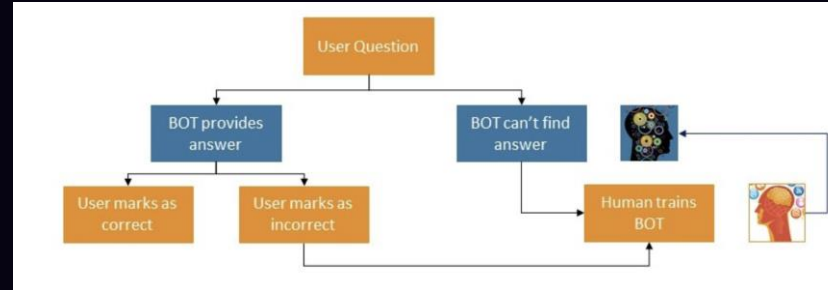 User Question
BOT provides
answer
BOT can't find
answer
User marks as
correct
User marks as
incorrect
Human trains
BOT